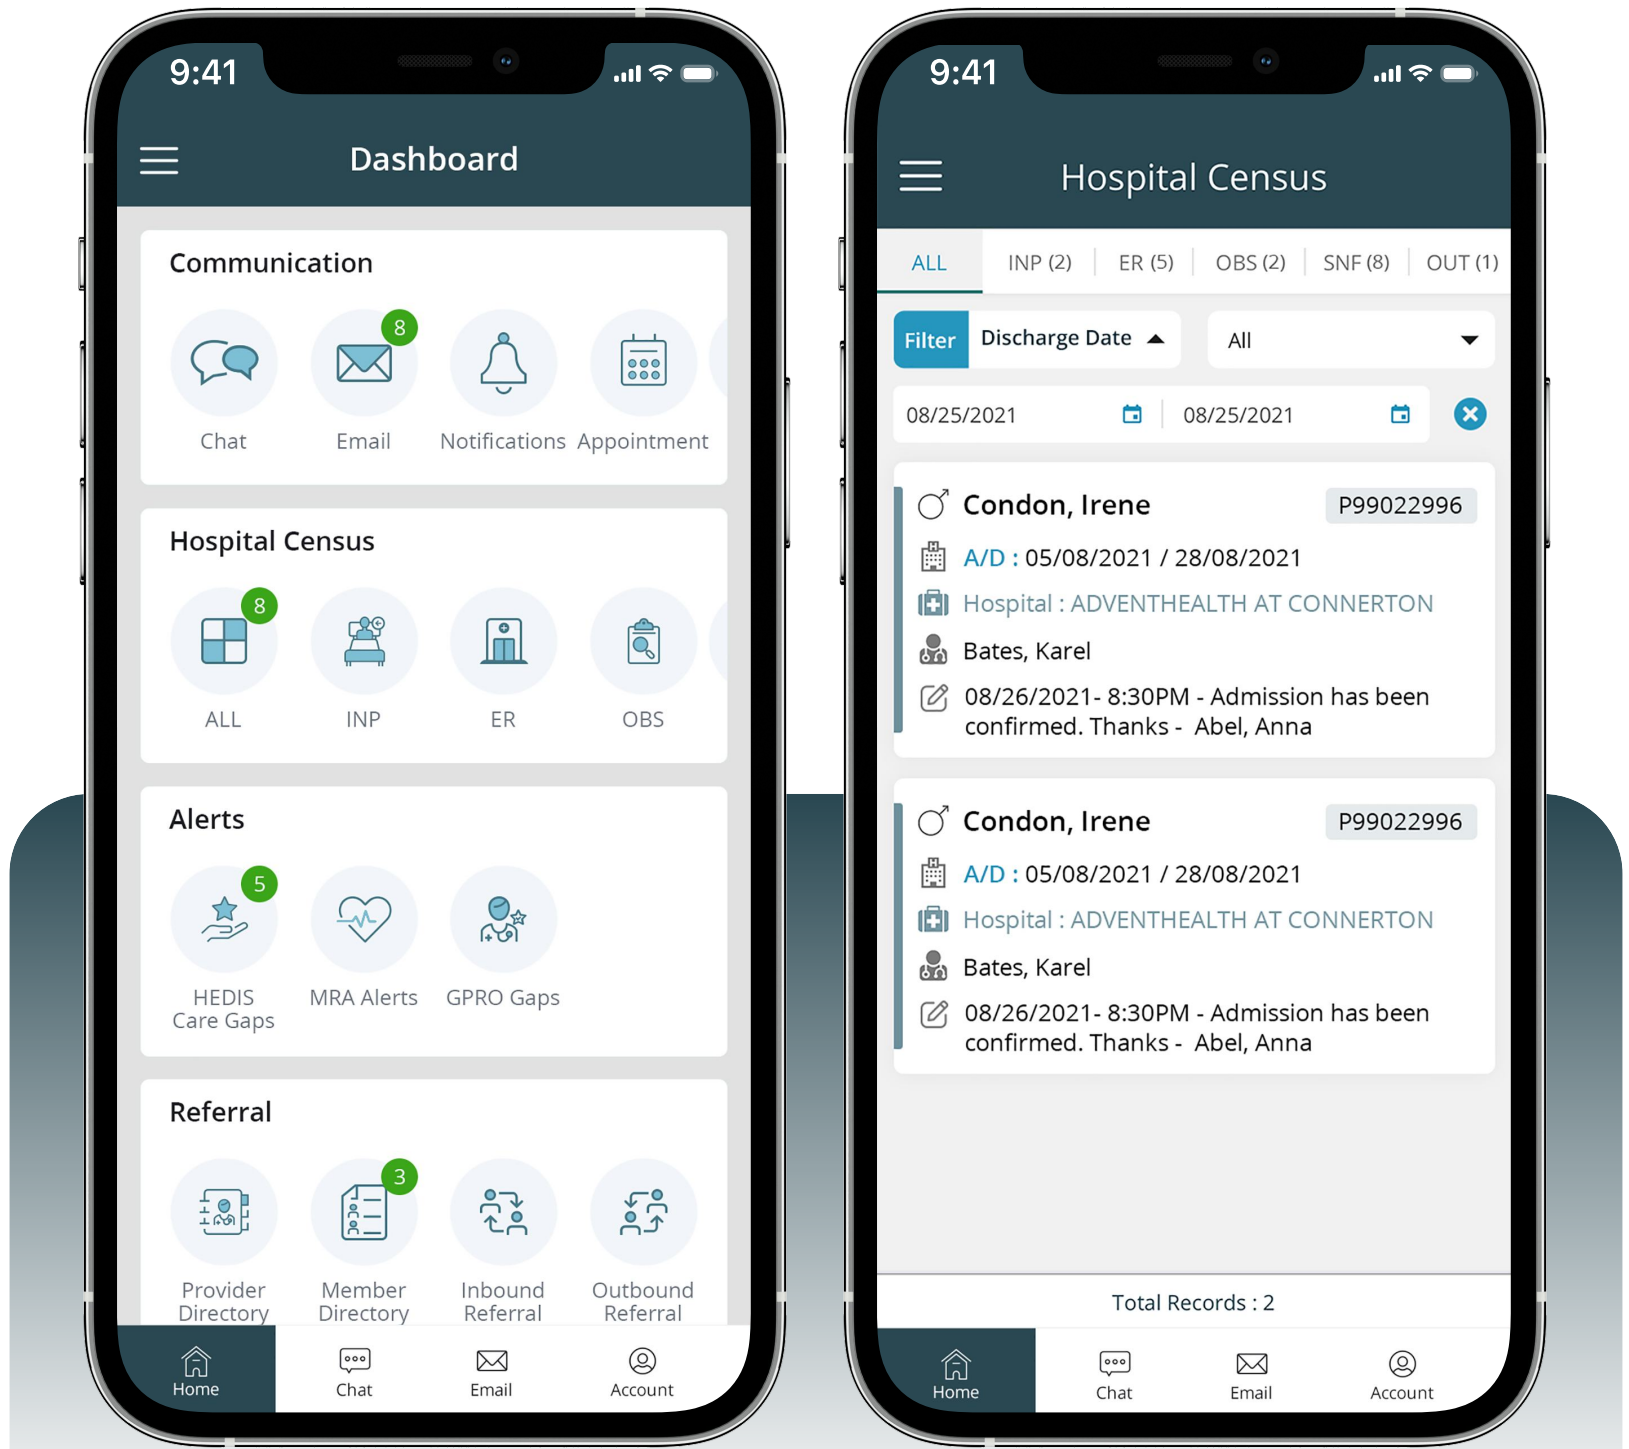 9:41
Dashboard
Communication
8
Chat Email Notifications Appointment
Hospital Census
8
ALL INP ER OBS
Alerts
5
HEDIS
Care Gaps
MRA Alerts
GPRO Gaps
Referral
3
Provider
Directory
Member
Directory
Inbound
Referral
Outbound
Referral
Home Chat Email Account
9:41
Hospital Census
ALL INP (2) ER (5) OBS (2) SNF (8) OUT (1)
Filter Discharge Date All
08/25/2021 08/25/2021
Condon, Irene P99022996
A/D : 05/08/2021 / 28/08/2021
Hospital : ADVENTHEALTH AT CONNERTON
Bates, Karel
08/26/2021- 8:30PM - Admission has been
confirmed. Thanks - Abel, Anna
Condon, Irene P99022996
A/D : 05/08/2021 / 28/08/2021
Hospital : ADVENTHEALTH AT CONNERTON
Bates, Karel
08/26/2021- 8:30PM - Admission has been
confirmed. Thanks - Abel, Anna
Total Records : 2
Home Chat Email Account